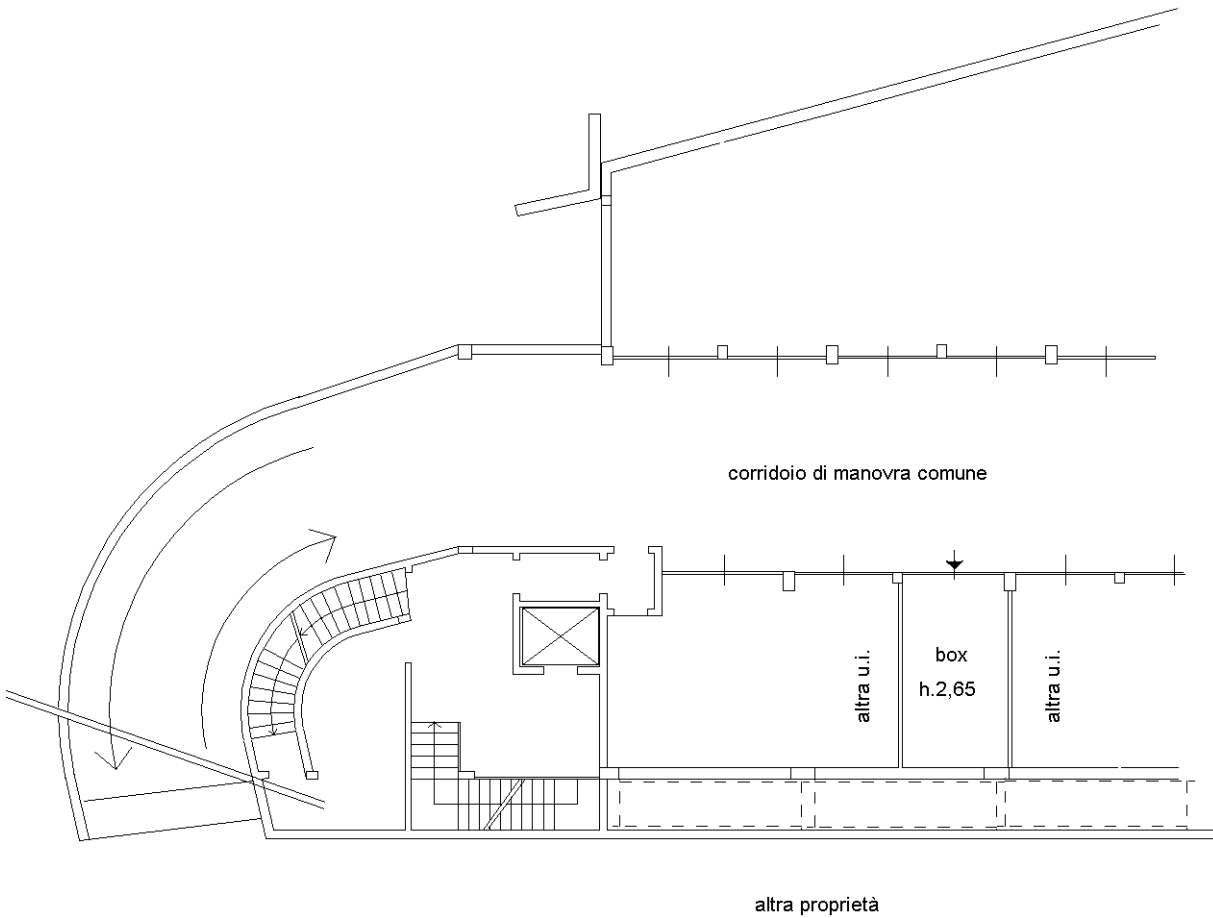 corridoio di manovra comune
altra u.i.
box
h.2,65
altra u.i.
altra proprietà